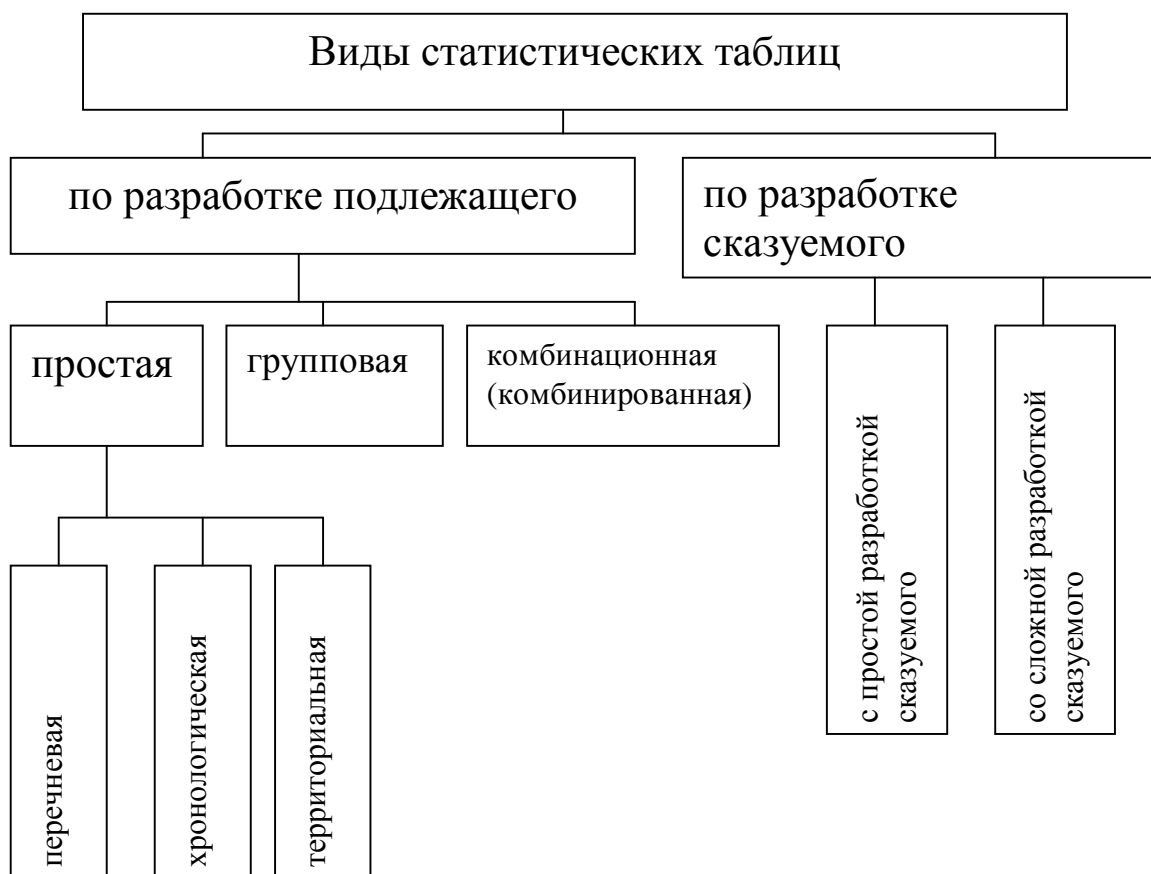 Виды статистических таблиц
по разработке подлежащего
по разработке
сказуемого
простая
групповая
комбинационная
(комбинированная)
с простой разработкой
сказуемого
со сложной разработкой
сказуемого
перечневая
хронологическая
территориальная